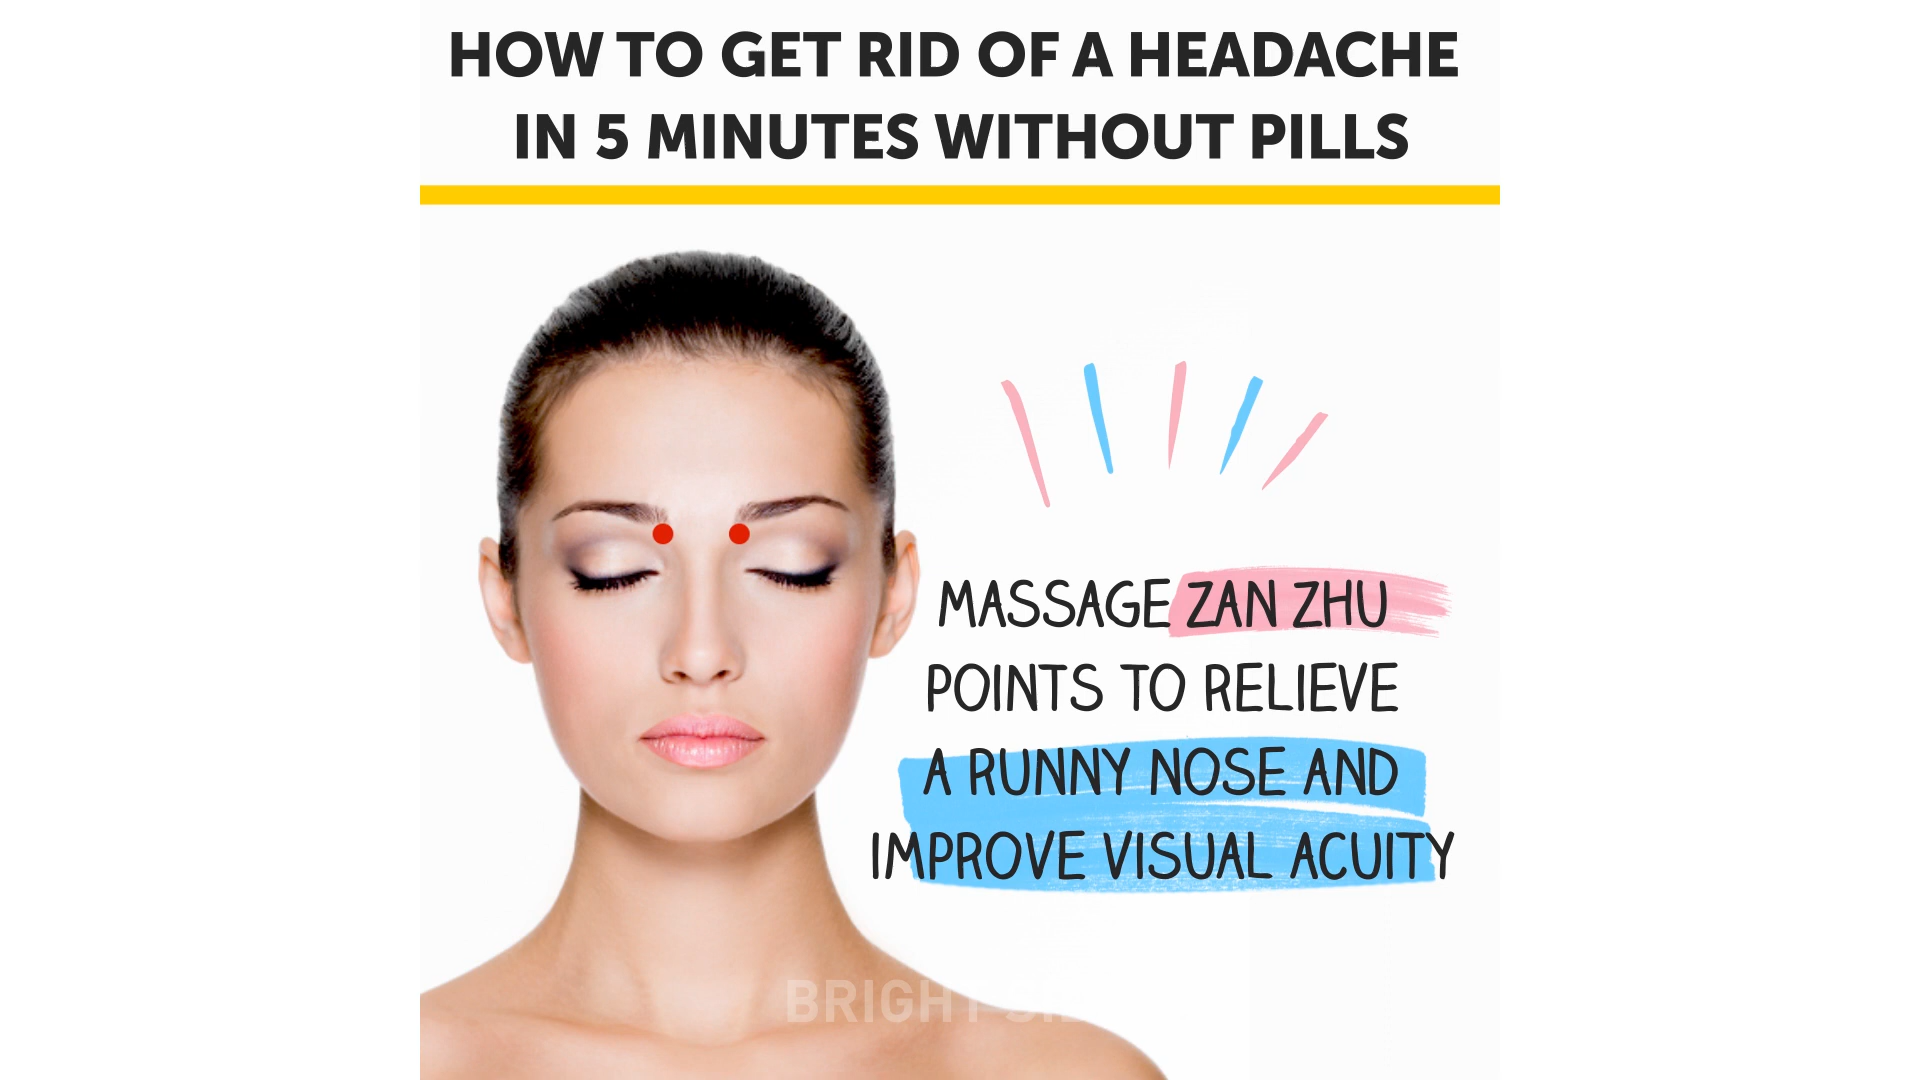 HOW TO GET RID OF A HEADACHE
IN 5 MINUTES WITHOUT PILLS
MASSAGE ZAN ZHU
POINTS TO RELIEVE
A RUNNY NOSE AND
IMPROVE VISUAL ACUITY
BRIGHT